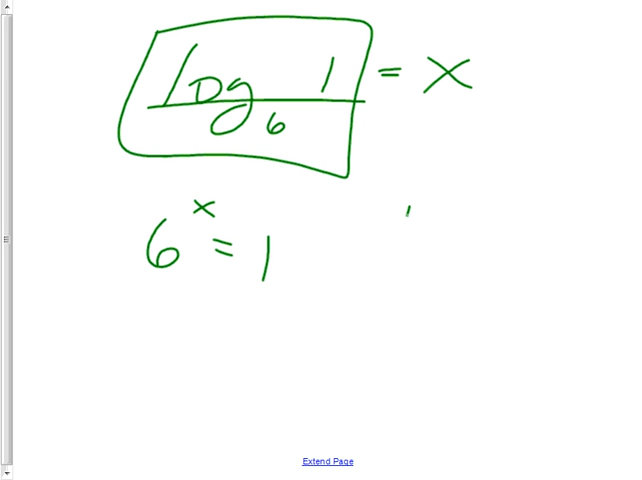 log₆ 1 = x
6ˣ = 1
Extend Page